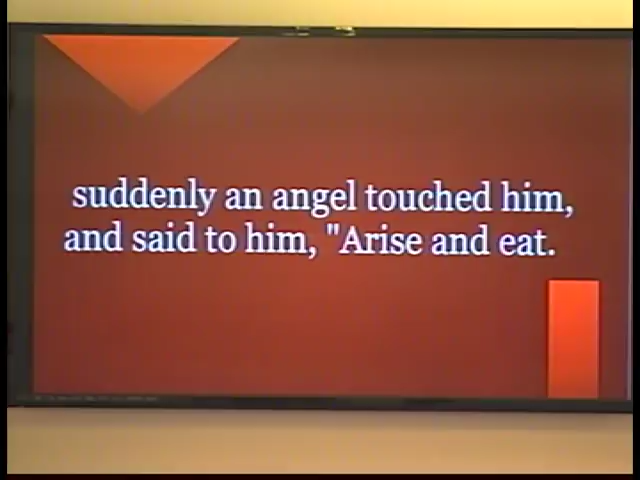 suddenly an angel touched him,
and said to him, "Arise and eat.